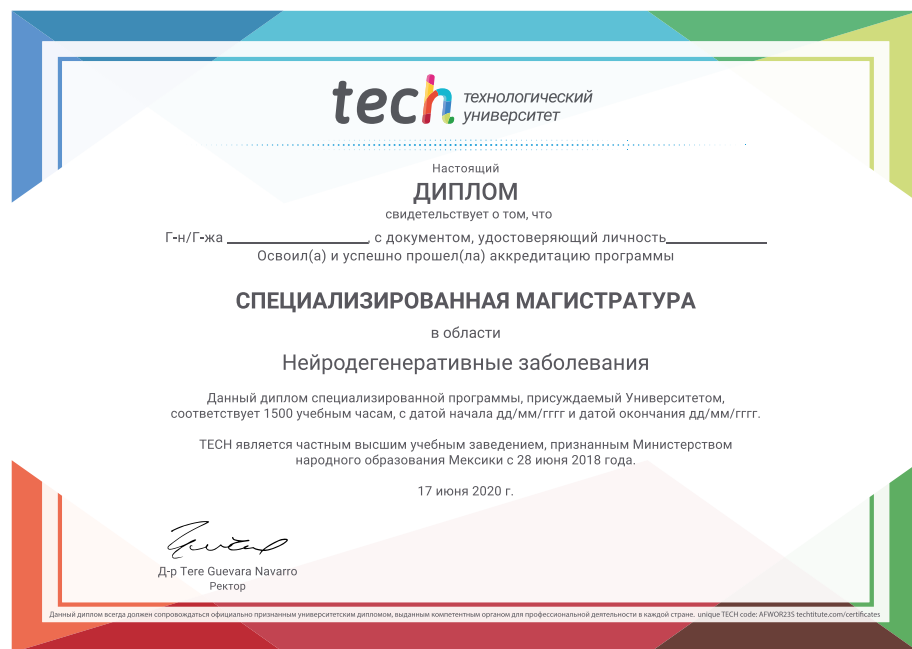 tech технологический
университет
Настоящий
ДИПЛОМ
свидетельствует о том, что
Г-н/Г-жа ____________________, с документом, удостоверяющий личность______________
Освоил(а) и успешно прошел(ла) аккредитацию программы
СПЕЦИАЛИЗИРОВАННАЯ МАГИСТРАТУРА
в области
Нейродегенеративные заболевания
Данный диплом специализированной программы, присуждаемый Университетом,
соответствует 1500 учебным часам, с датой начала дд/мм/гггг и датой окончания дд/мм/гггг.
TECH является частным высшим учебным заведением, признанным Министерством
народного образования Мексики с 28 июня 2018 года.
17 июня 2020 г.
Д-р Tere Guevara Navarro
Ректор
Данный диплом всегда должен сопровождаться официально признанным университетским дипломом, выданным компетентным органом для профессиональной деятельности в каждой стране. unique TECH code: AFWOR23S techtitute.com/certificates